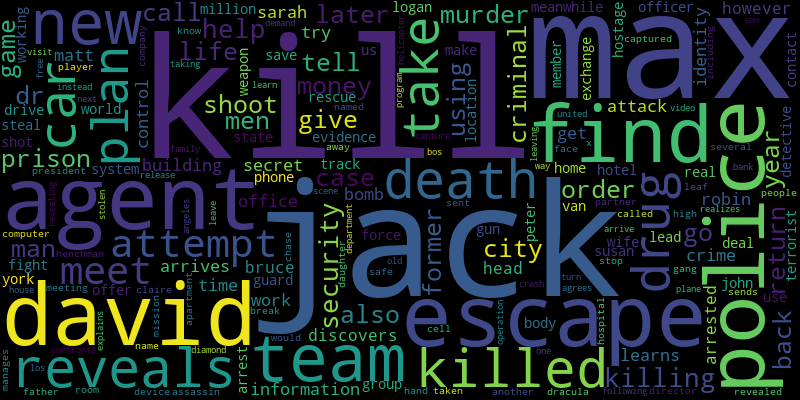 kill
max
jack
david
agent
police
escape
finde
new
car
plan
death
killed
reveals
team
attempt
meet
take
drug
city
prison
call
help
life
later
tell
money
shoot
men
give
using
criminal
murder
game
dr
sarah
million
try
us
save
weapon
rescue
evidence
state
control
building
secret
track
phone
case
bomb
office
security
former
order
attack
year
return
back
go
robin
crime
killing
learns
arrested
lead
also
head
discovers
information
group
body
gun
force
man
fight
york
offer
arrives
bruce
guard
time
work
arrest
matt
drive
world
steal
shot
system
president
working
visit
player
instead
free
next
know
demand
company
taking
helicopter
learn
named
family
release
away
logan
make
meanwhile
officer
however
hostage
member
exchange
identity
contact
son
captured
including
program
capture
location
get
united
x
video
detective
several
bank
leaving
home
hotel
real
way
leaf
people
van
called
high
partner
realizes
terrorist
wife
susan
arrive
stop
deal
john
use
gang
plane
sends
peter
sent
turn
agrees
crash
safe
old
department
daughter
chase
scene
bos
angeles
leave
stolen
revealing
computer
henchman
house
meeting
claire
mission
break
apartment
explains
confronts
name
diamond
would
cell
operation
hospital
one
manages
los
father
room
device
assassin
hand
taken
another
dracula
following
director
revealed